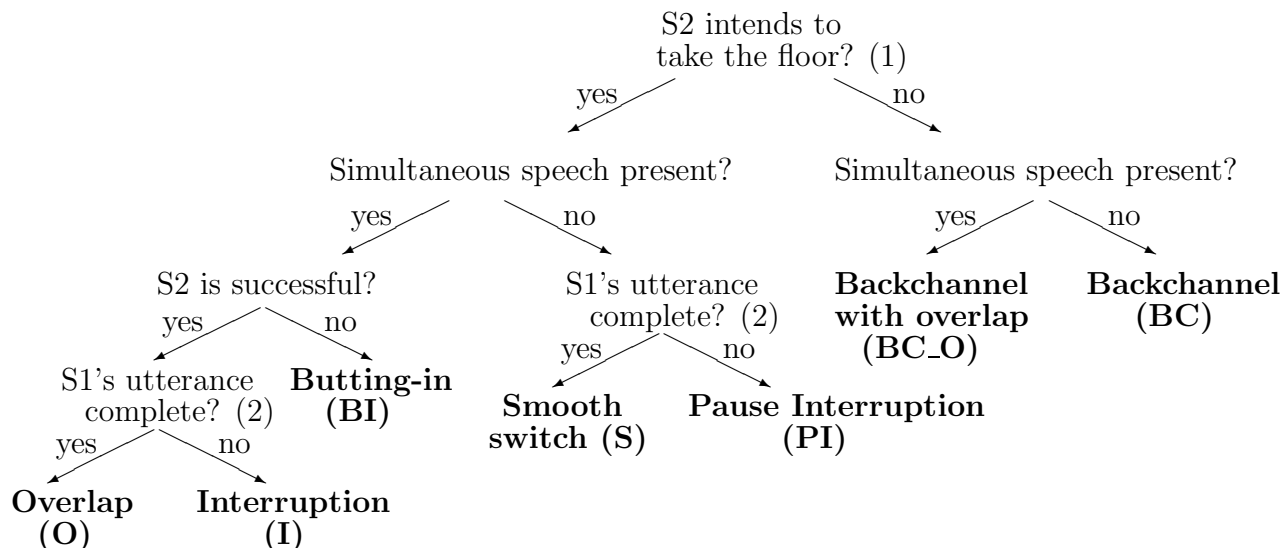 S2 intends to
take the floor? (1)
yes
no
Simultaneous speech present?
Simultaneous speech present?
yes
no
yes
no
S2 is successful?
S1's utterance
complete? (2)
Backchannel
with overlap
(BC_O)
Backchannel
(BC)
yes
no
yes
no
S1's utterance
complete? (2)
Butting-in
(BI)
Smooth
switch (S)
Pause Interruption
(PI)
yes
no
Overlap
(O)
Interruption
(I)